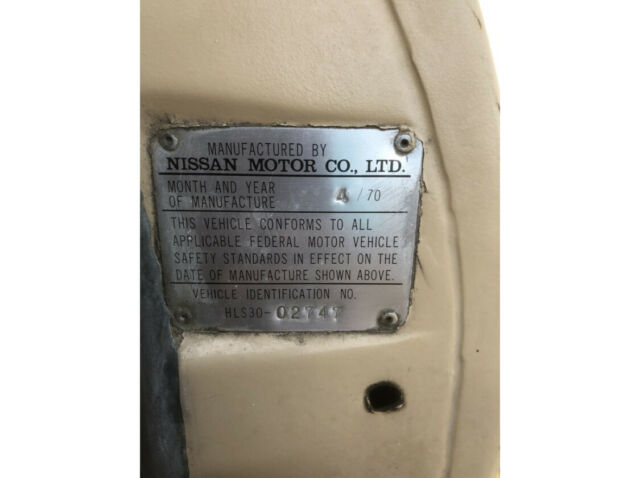 MANUFACTURED BY
NISSAN MOTOR CO., LTD.
MONTH AND YEAR
OF MANUFACTURE 4 / 70
THIS VEHICLE CONFORMS TO ALL
APPLICABLE FEDERAL MOTOR VEHICLE
SAFETY STANDARDS IN EFFECT ON THE
DATE OF MANUFACTURE SHOWN ABOVE.
VEHICLE IDENTIFICATION NO.
HLS30-02747